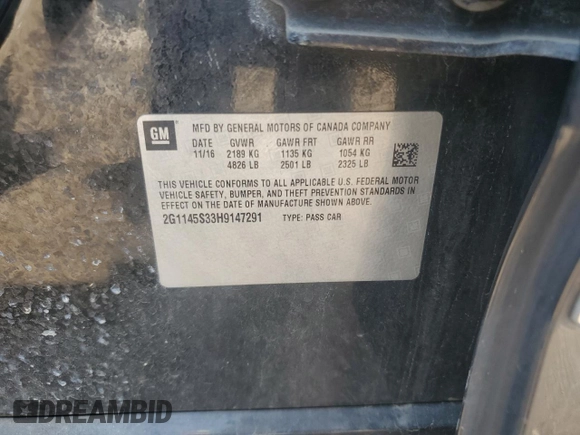 GM
MFD BY GENERAL MOTORS OF CANADA COMPANY
DATE GVWR GAWR FRT GAWR RR
11/16 2189 KG 1135 KG 1054 KG
4826 LB 2501 LB 2325 LB
THIS VEHICLE CONFORMS TO ALL APPLICABLE U.S. FEDERAL MOTOR
VEHICLE SAFETY, BUMPER, AND THEFT PREVENTION STANDARDS
IN EFFECT ON THE DATE OF MANUFACTURE SHOWN ABOVE.
2G1145S33H9147291 TYPE: PASS CAR
DREAMBID